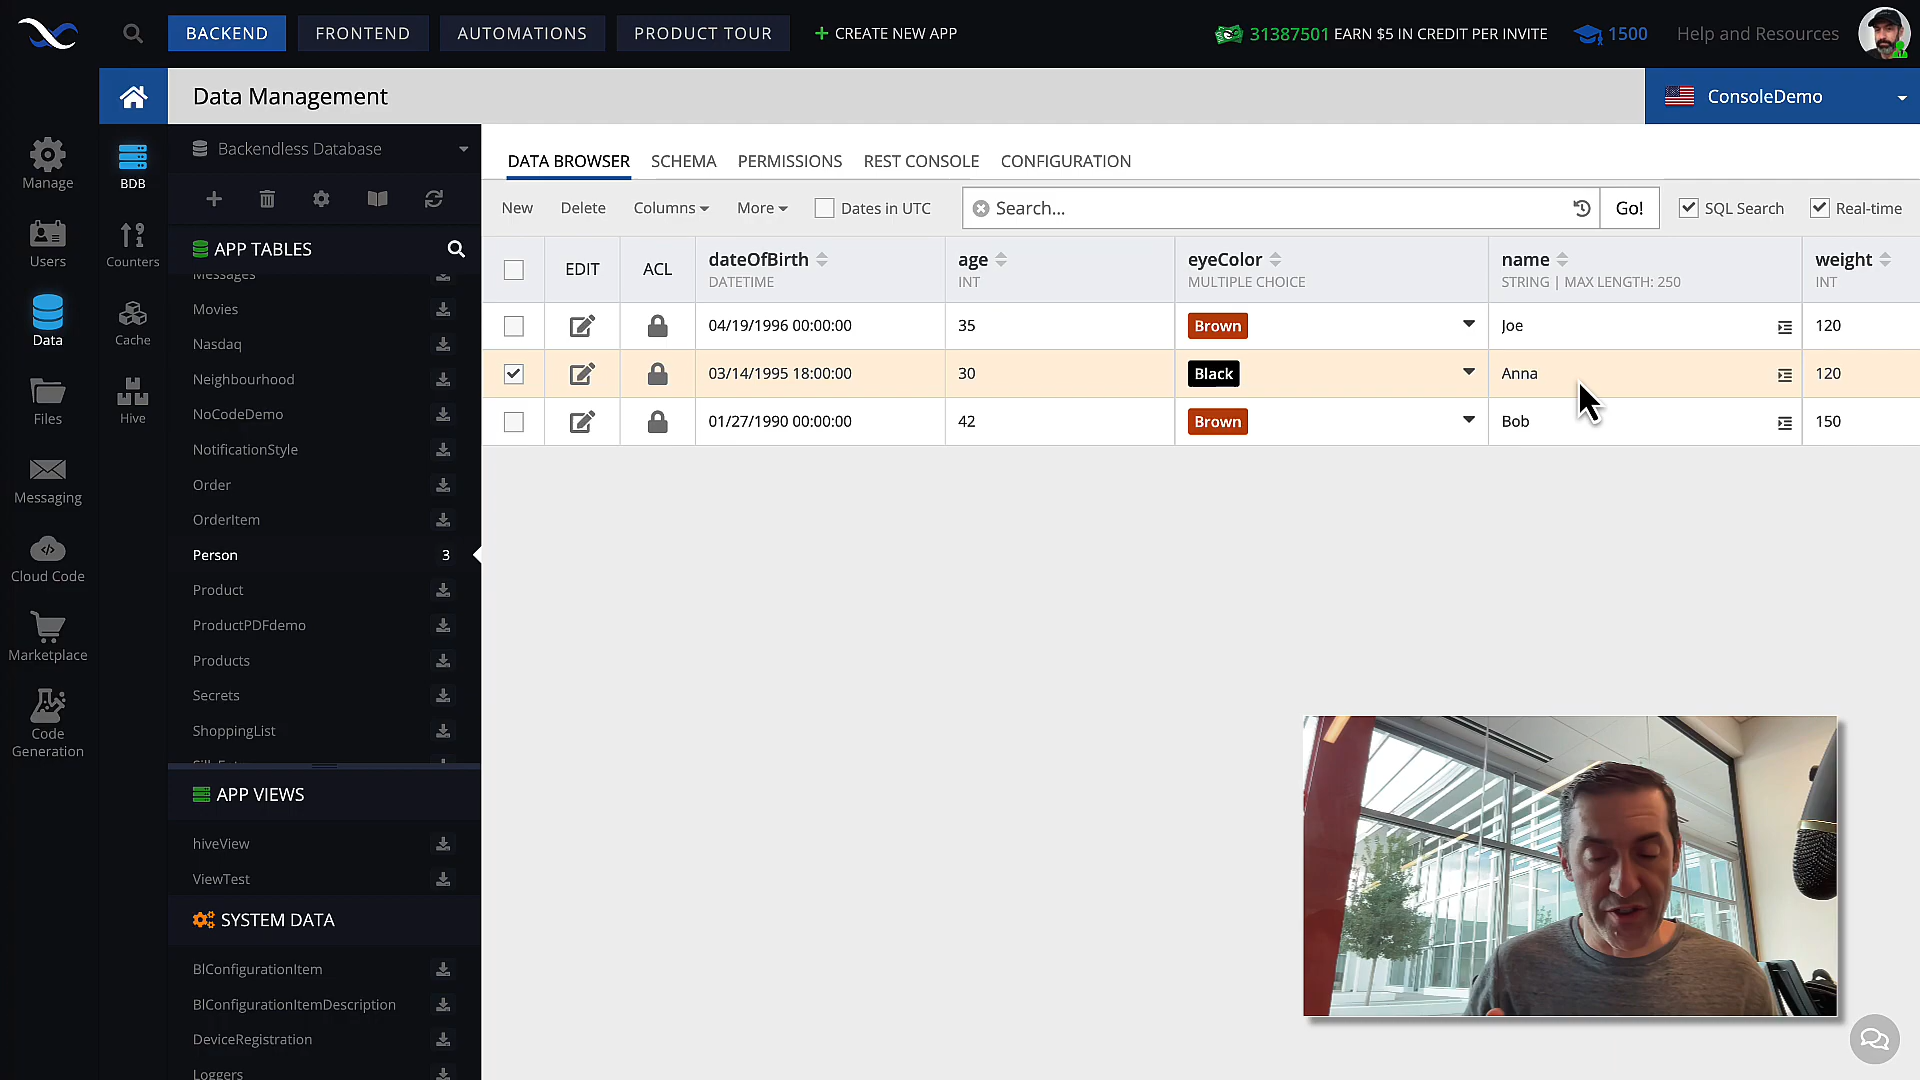 BACKEND
FRONTEND
AUTOMATIONS
PRODUCT TOUR
+ CREATE NEW APP
31387501 EARN $5 IN CREDIT PER INVITE
1500
Help and Resources
Data Management
ConsoleDemo
Manage
Users
Data
Files
Messaging
Cloud Code
Marketplace
Code
Generation
BDB
Counters
Cache
Hive
Backendless Database
APP TABLES
Messages
Movies
Nasdaq
Neighbourhood
NoCodeDemo
NotificationStyle
Order
OrderItem
Person 3
Product
ProductPDFdemo
Products
Secrets
ShoppingList
APP VIEWS
hiveView
ViewTest
SYSTEM DATA
BlConfigurationItem
BlConfigurationItemDescription
DeviceRegistration
Loggers
DATA BROWSER SCHEMA PERMISSIONS REST CONSOLE CONFIGURATION
New Delete Columns More Dates in UTC Search... Go! SQL Search Real-time
EDIT ACL dateOfBirth age eyeColor name weight
DATETIME INT MULTIPLE CHOICE STRING | MAX LENGTH: 250 INT
04/19/1996 00:00:00 35 Brown Joe 120
03/14/1995 18:00:00 30 Black Anna 120
01/27/1990 00:00:00 42 Brown Bob 150